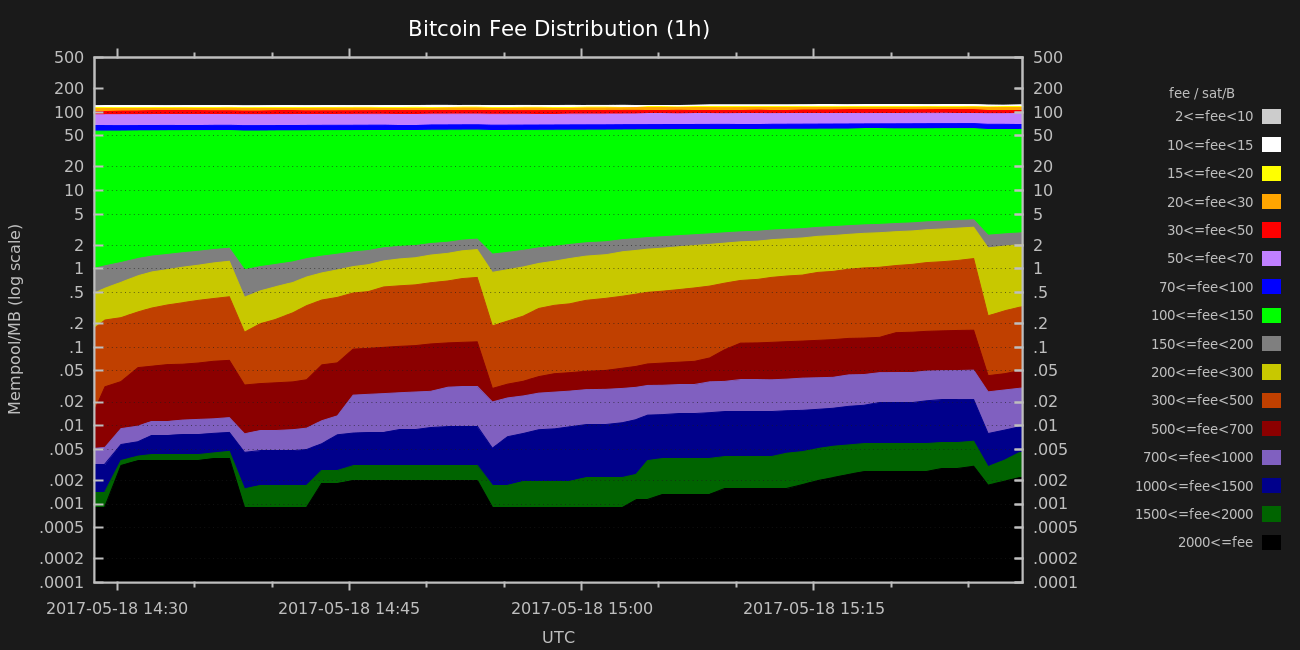 Bitcoin Fee Distribution (1h)
500
200
100
50
20
10
5
2
1
.5
.2
.1
.05
.02
.01
.005
.002
.001
.0005
.0002
.0001
Mempool/MB (log scale)
500
200
100
50
20
10
5
2
1
.5
.2
.1
.05
.02
.01
.005
.002
.001
.0005
.0002
.0001
2017-05-18 14:30
2017-05-18 14:45
2017-05-18 15:00
2017-05-18 15:15
UTC
fee / sat/B
2<=fee<10
10<=fee<15
15<=fee<20
20<=fee<30
30<=fee<50
50<=fee<70
70<=fee<100
100<=fee<150
150<=fee<200
200<=fee<300
300<=fee<500
500<=fee<700
700<=fee<1000
1000<=fee<1500
1500<=fee<2000
2000<=fee